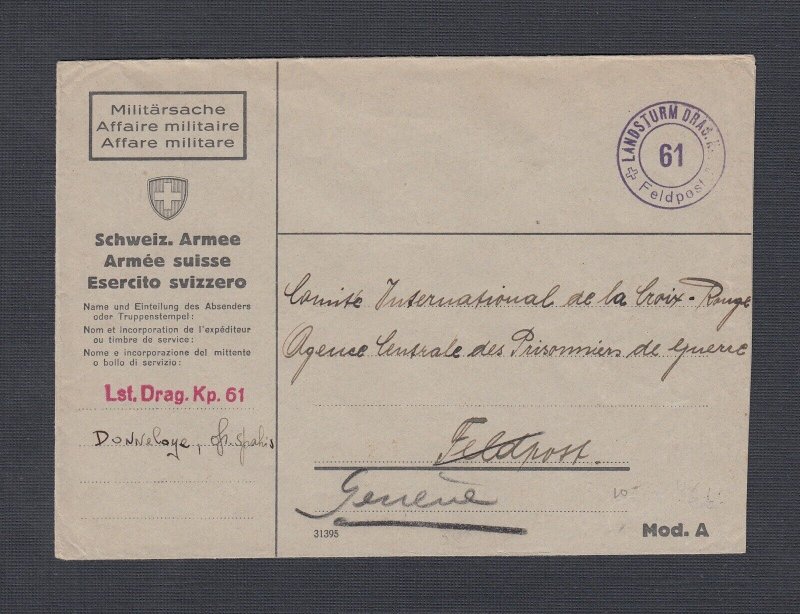 Militärsache
Affaire militaire
Affare militare
Schweiz. Armee
Armée suisse
Esercito svizzero
Name und Einteilung des Absenders
oder Truppenstempel:
Nom et incorporation de l'expéditeur
ou timbre de service:
Nome e incorporazione del mittente
o bollo di servizio:
Lst. Drag. Kp. 61
Donneloye,
LANDSTURM DRAG.
61
Feldpost
Comité International de la Croix-Rouge
Agence Centrale des Prisonniers de Guerre
Feldpost.
Genève
31395
Mod. A